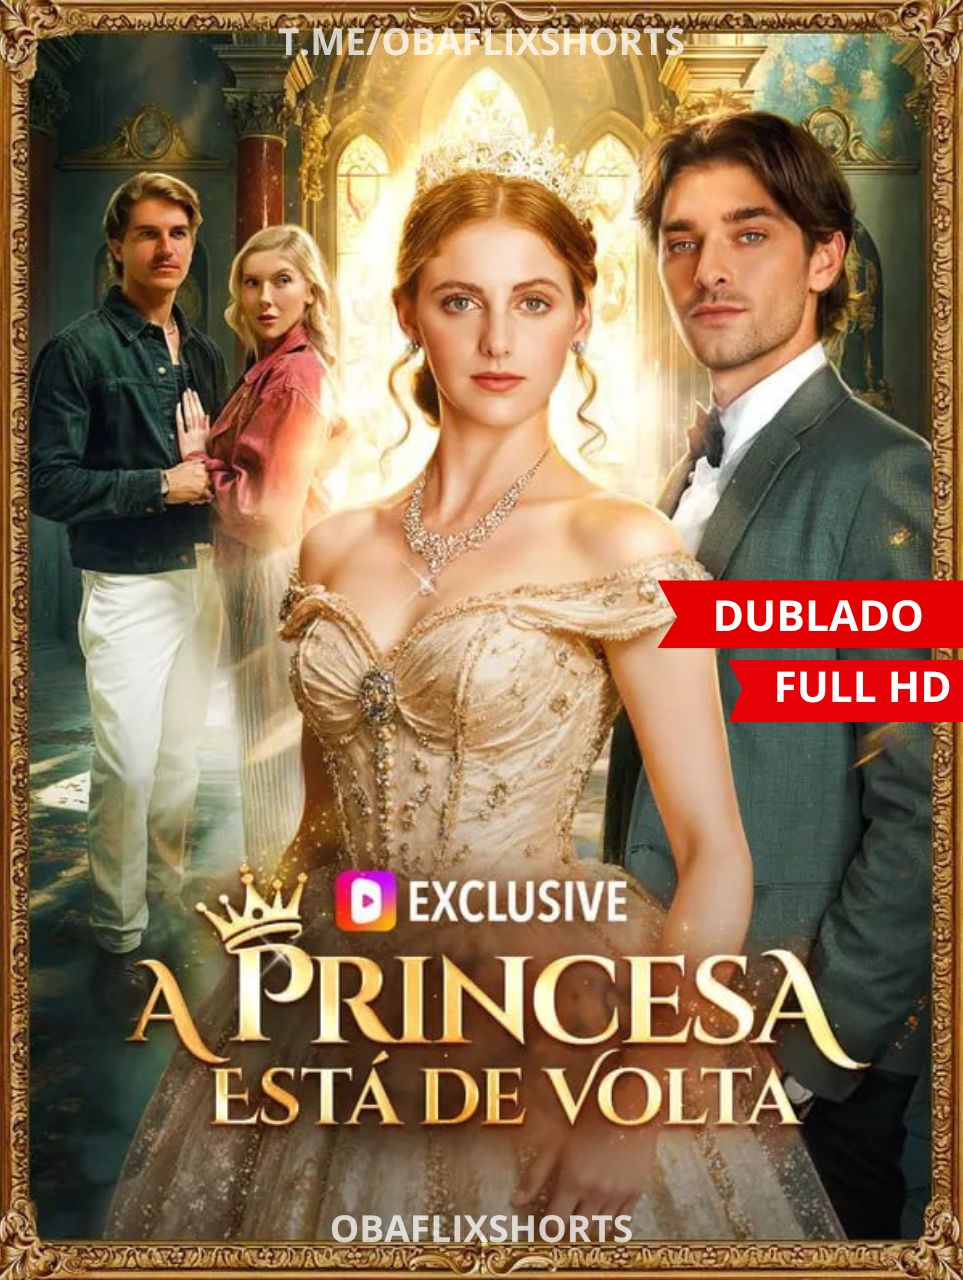 T.ME/OBAFLIXSHORTS
DUBLADO
FULL HD
EXCLUSIVE
A PRINCESA
ESTÁ DE VOLTA
OBAFLIXSHORTS